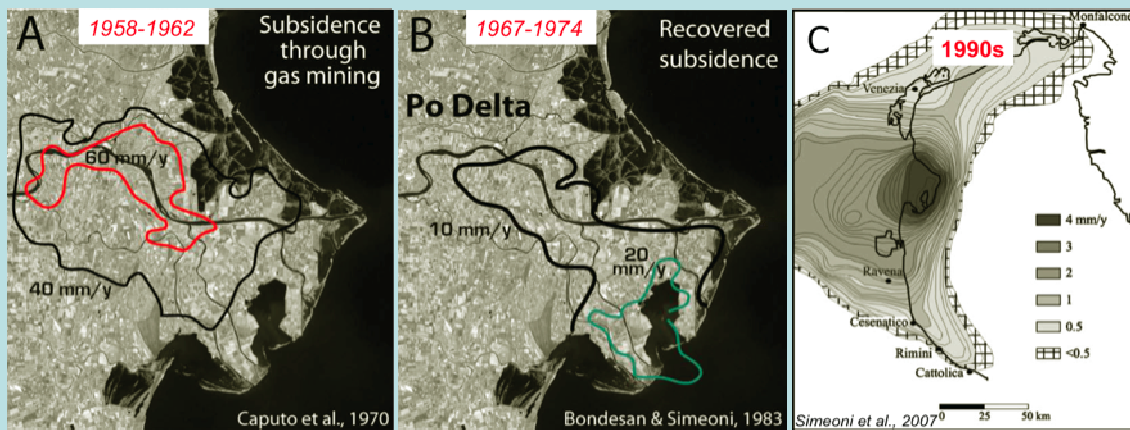 A
1958-1962
Subsidence
through
gas mining
60 mm/y
40 mm/y
Caputo et al., 1970
B
1967-1974
Recovered
subsidence
Po Delta
10 mm/y
20
mm/y
Bondesan & Simeoni, 1983
C
1990s
Monfalcone
Venezia
Ravena
Cesenatico
Rimini
Cattolica
4 mm/y
3
2
1
0.5
<0.5
Simeoni et al., 2007
0 25 50 km